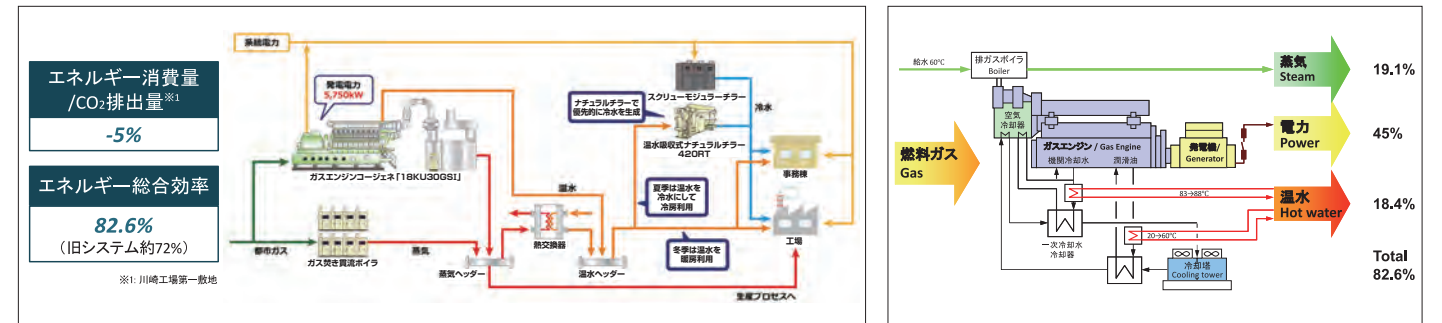 エネルギー消費量
/CO₂排出量※1
-5%
エネルギー総合効率
82.6%
（旧システム約72%）
※1: 川崎工場第一敷地
系統電力
発電電力
5,750kW
ガスエンジンコージェネ「18KU30GSI」
都市ガス
ガス焚き貫流ボイラ
蒸気
蒸気ヘッダー
熱交換器
温水
温水ヘッダー
ナチュラルチラーで
優先的に冷水を生成
スクリューモジュラーチラー
温水吸収式ナチュラルチラー
420RT
冷水
夏季は温水を
冷水にして
冷房利用
冬季は温水を
暖房利用
事務棟
工場
生産プロセスへ
給水 60℃
排ガスボイラ
Boiler
蒸気
Steam
19.1%
空気
冷却器
ガスエンジン / Gas Engine
機関冷却水
潤滑油
発電機/
Generator
電力
Power
45%
燃料ガス
Gas
83→88℃
温水
Hot water
18.4%
一次冷却水
冷却器
20→60℃
冷却塔
Cooling tower
Total
82.6%